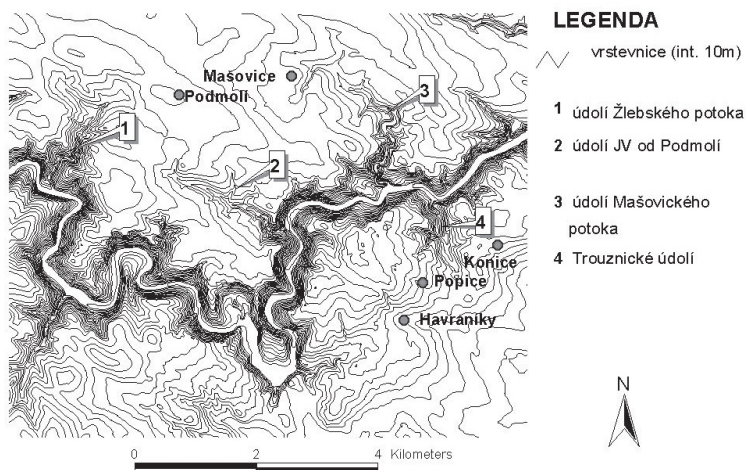 LEGENDA
vrstevnice (int. 10m)
1 údolí Žlebského potoka
2 údolí JV od Podmolí
3 údolí Mašovického
potoka
4 Trouznické údolí
Mašovice
Podmolí
1
2
3
4
Konice
Popice
Havraníky
N
0 2 4 Kilometers